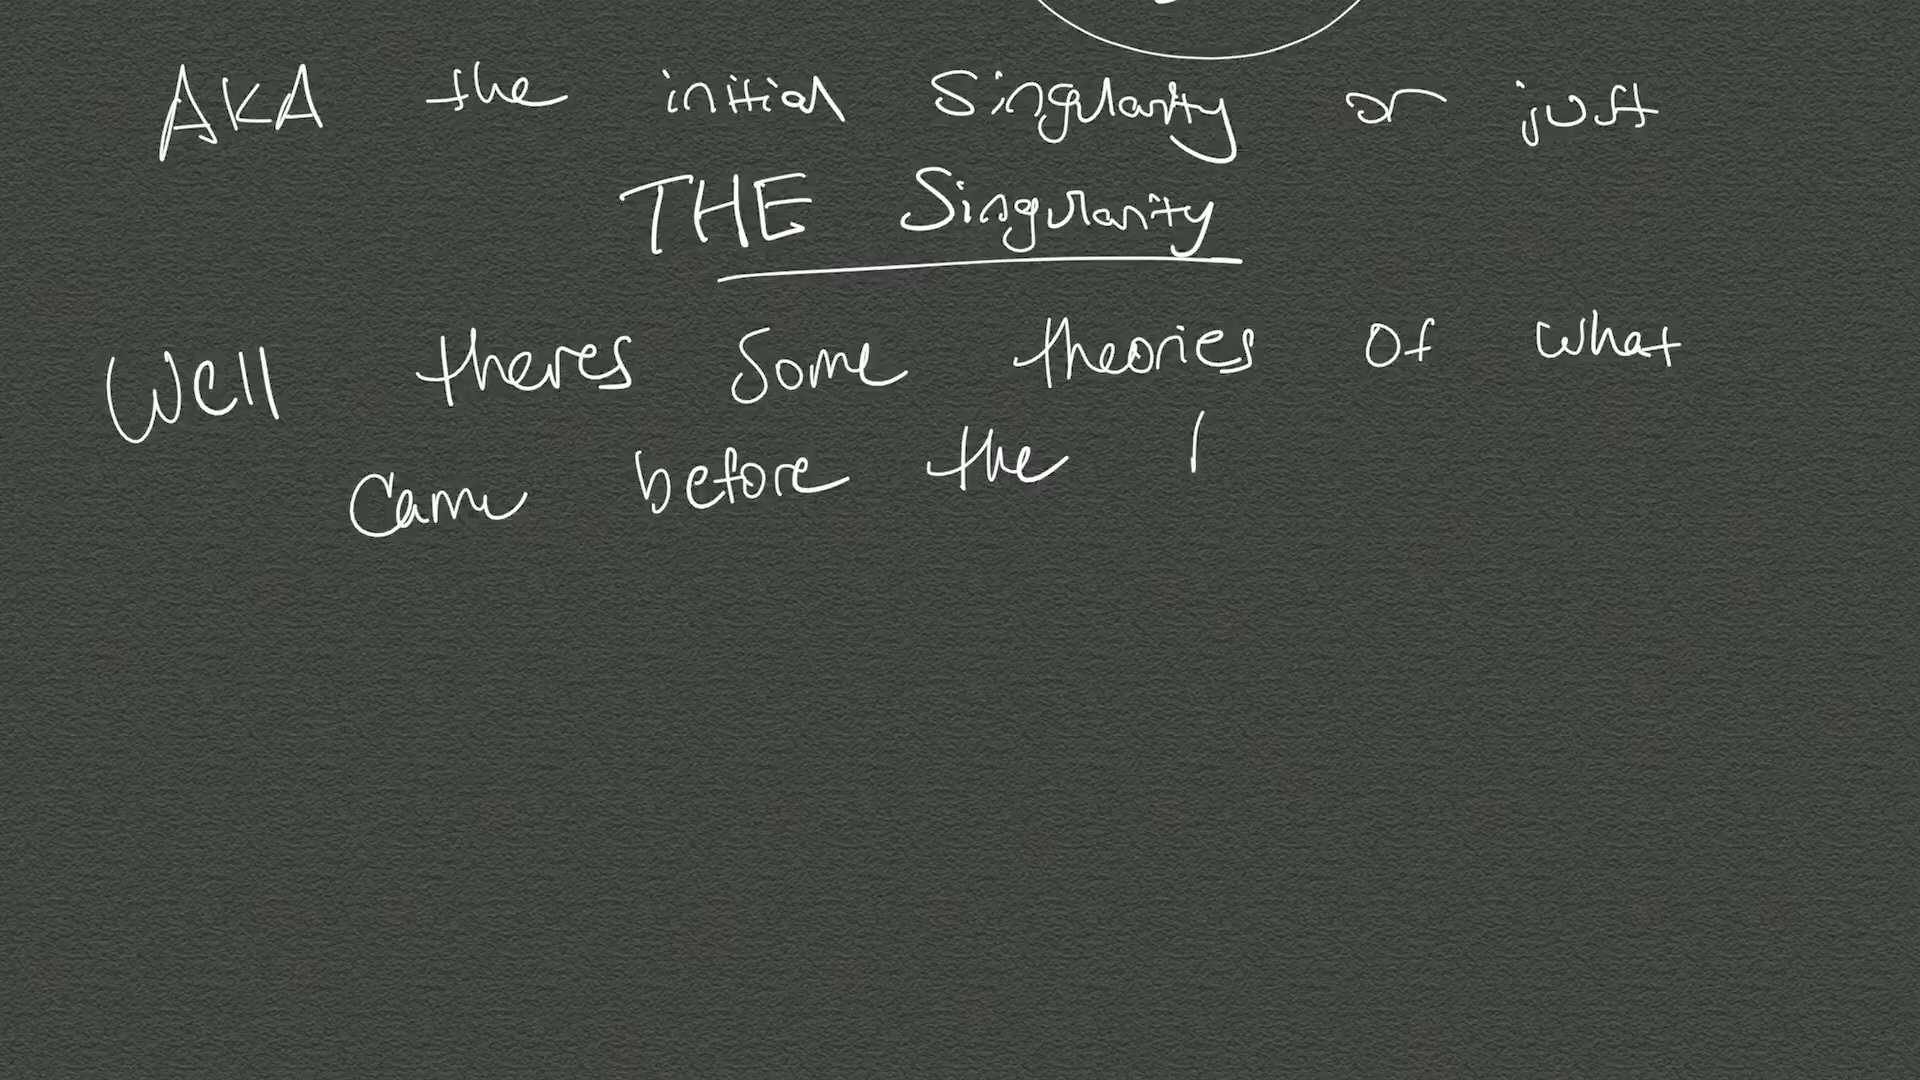 AKA the initial Singularity or just
THE Singularity
Well theres some theories of what
came before the